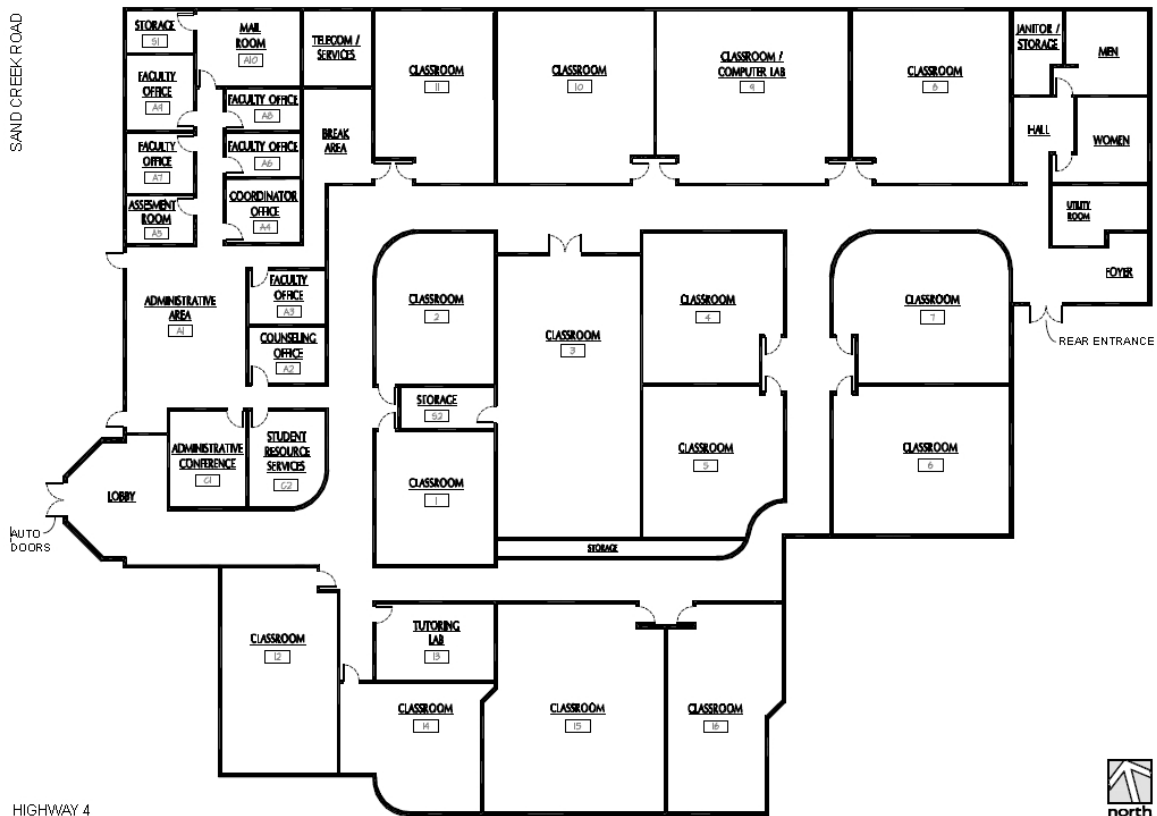 SAND CREEK ROAD
STORAGE
S1
MAIL
ROOM
A10
TELECOM /
SERVICES
CLASSROOM
11
CLASSROOM
10
CLASSROOM /
COMPUTER LAB
9
CLASSROOM
8
JANITOR /
STORAGE
MEN
FACULTY
OFFICE
A9
FACULTY OFFICE
A8
BREAK
AREA
HALL
WOMEN
FACULTY
OFFICE
A7
FACULTY OFFICE
A6
ASSESMENT
ROOM
A5
COORDINATOR
OFFICE
A4
UTILITY
ROOM
FOYER
ADMINISTRATIVE
AREA
A1
FACULTY
OFFICE
A3
CLASSROOM
2
CLASSROOM
3
CLASSROOM
4
CLASSROOM
7
REAR ENTRANCE
COUNSELING
OFFICE
A2
STORAGE
S2
ADMINISTRATIVE
CONFERENCE
C1
STUDENT
RESOURCE
SERVICES
C2
CLASSROOM
1
CLASSROOM
5
CLASSROOM
6
LOBBY
AUTO
DOORS
STORAGE
CLASSROOM
12
TUTORING
LAB
13
CLASSROOM
14
CLASSROOM
15
CLASSROOM
16
HIGHWAY 4
north